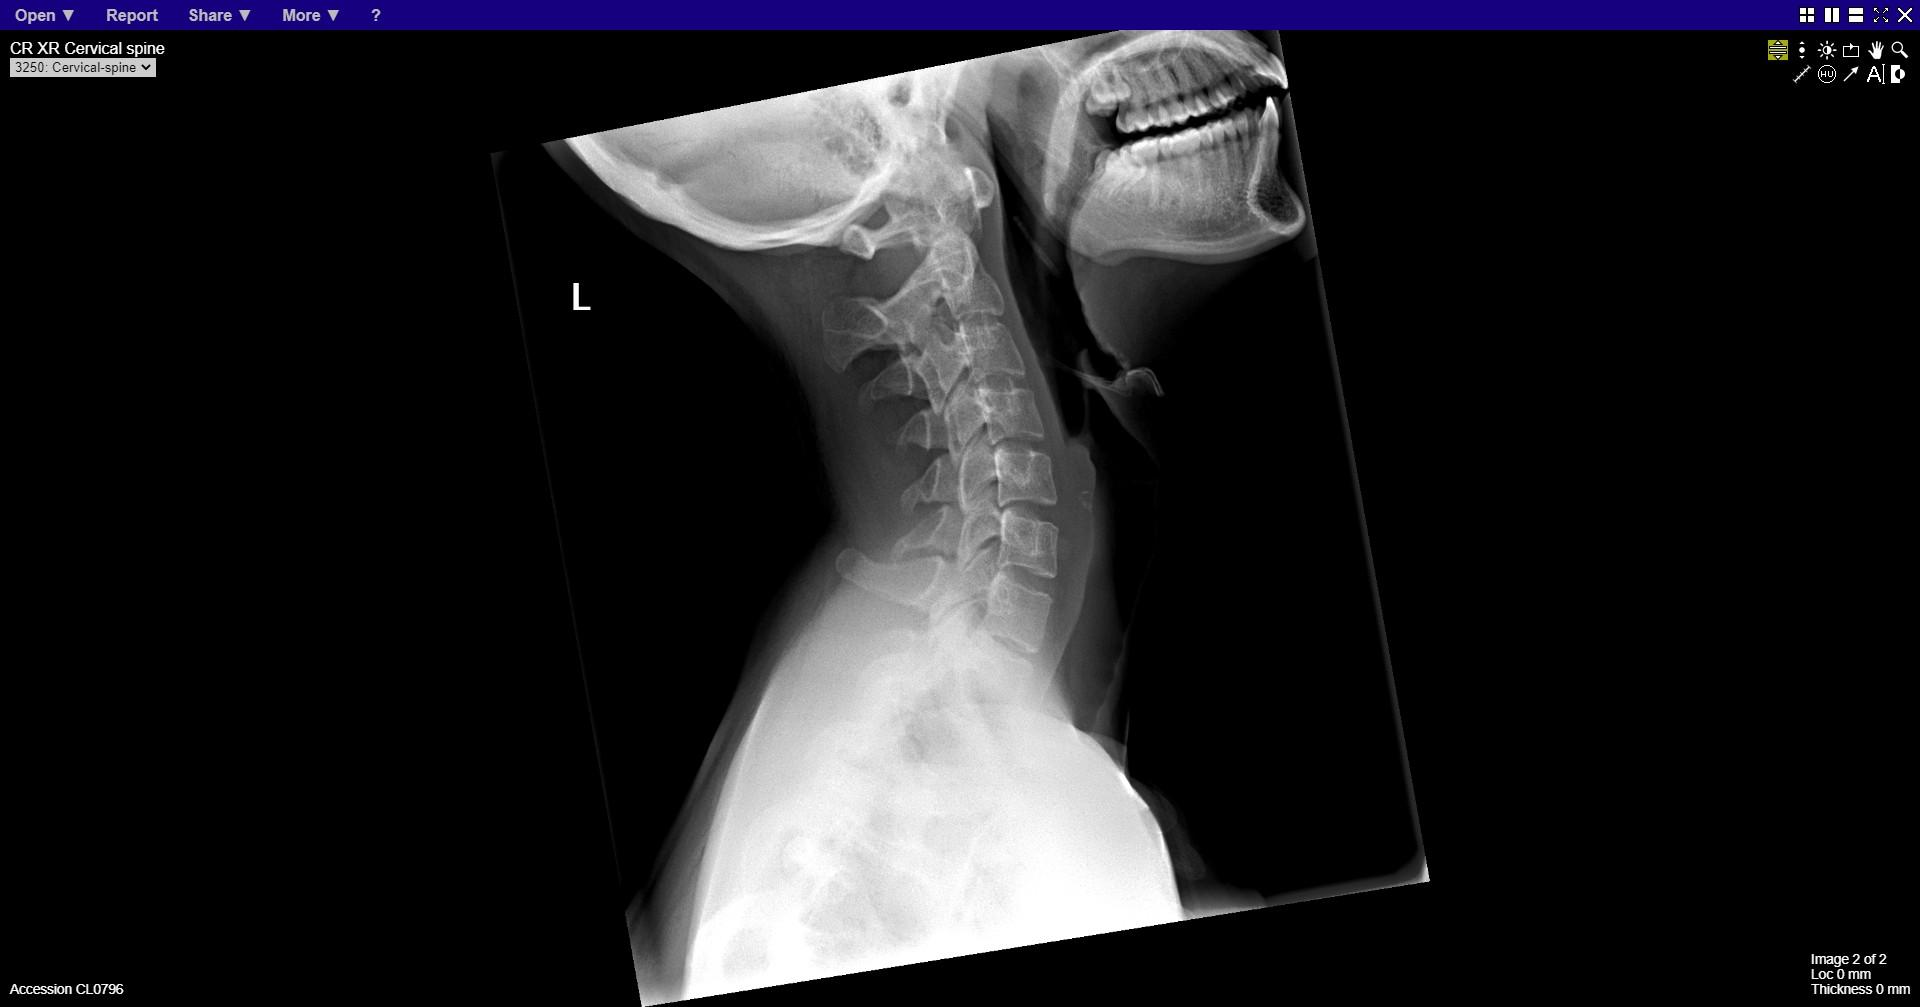 Open ▼ Report Share ▼ More ▼ ?
CR XR Cervical spine
3250: Cervical-spine
HU
A
L
Image 2 of 2
Loc 0 mm
Thickness 0 mm
Accession CL0796